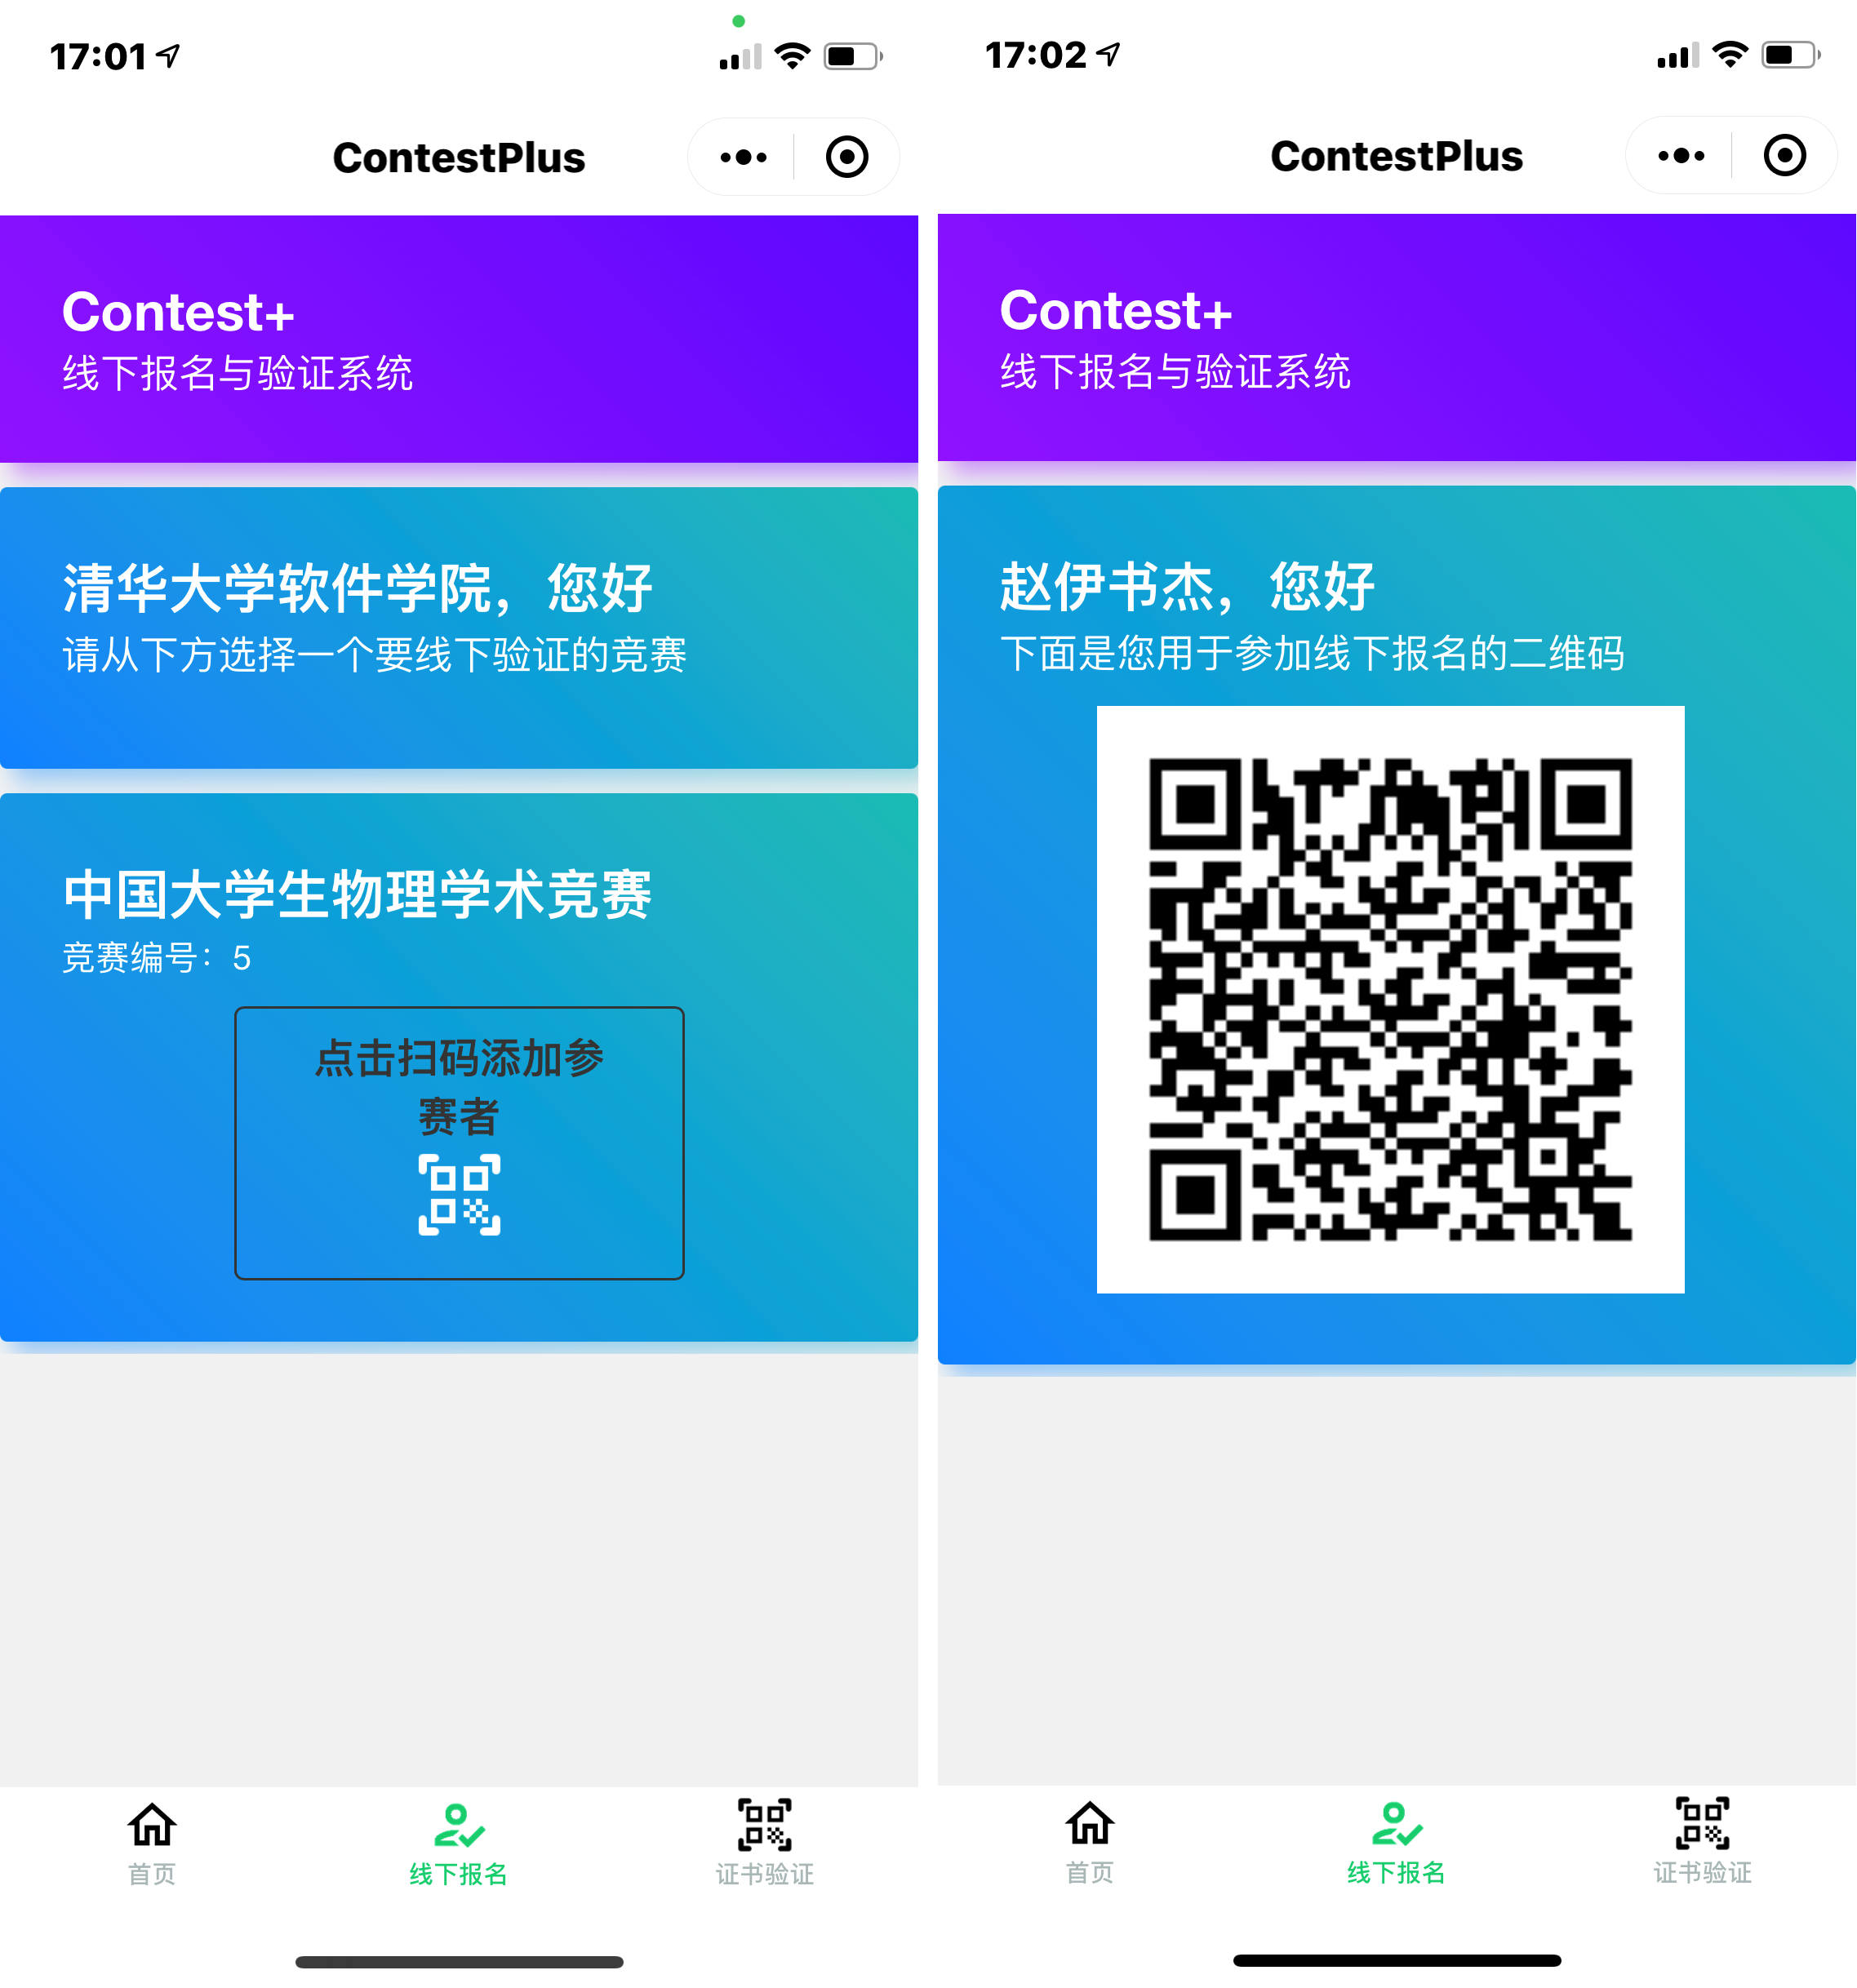 17:01
ContestPlus
Contest+
线下报名与验证系统
清华大学软件学院，您好
请从下方选择一个要线下验证的竞赛
中国大学生物理学术竞赛
竞赛编号：5
点击扫码添加参
赛者
首页
线下报名
证书验证
17:02
ContestPlus
Contest+
线下报名与验证系统
赵伊书杰，您好
下面是您用于参加线下报名的二维码
首页
线下报名
证书验证